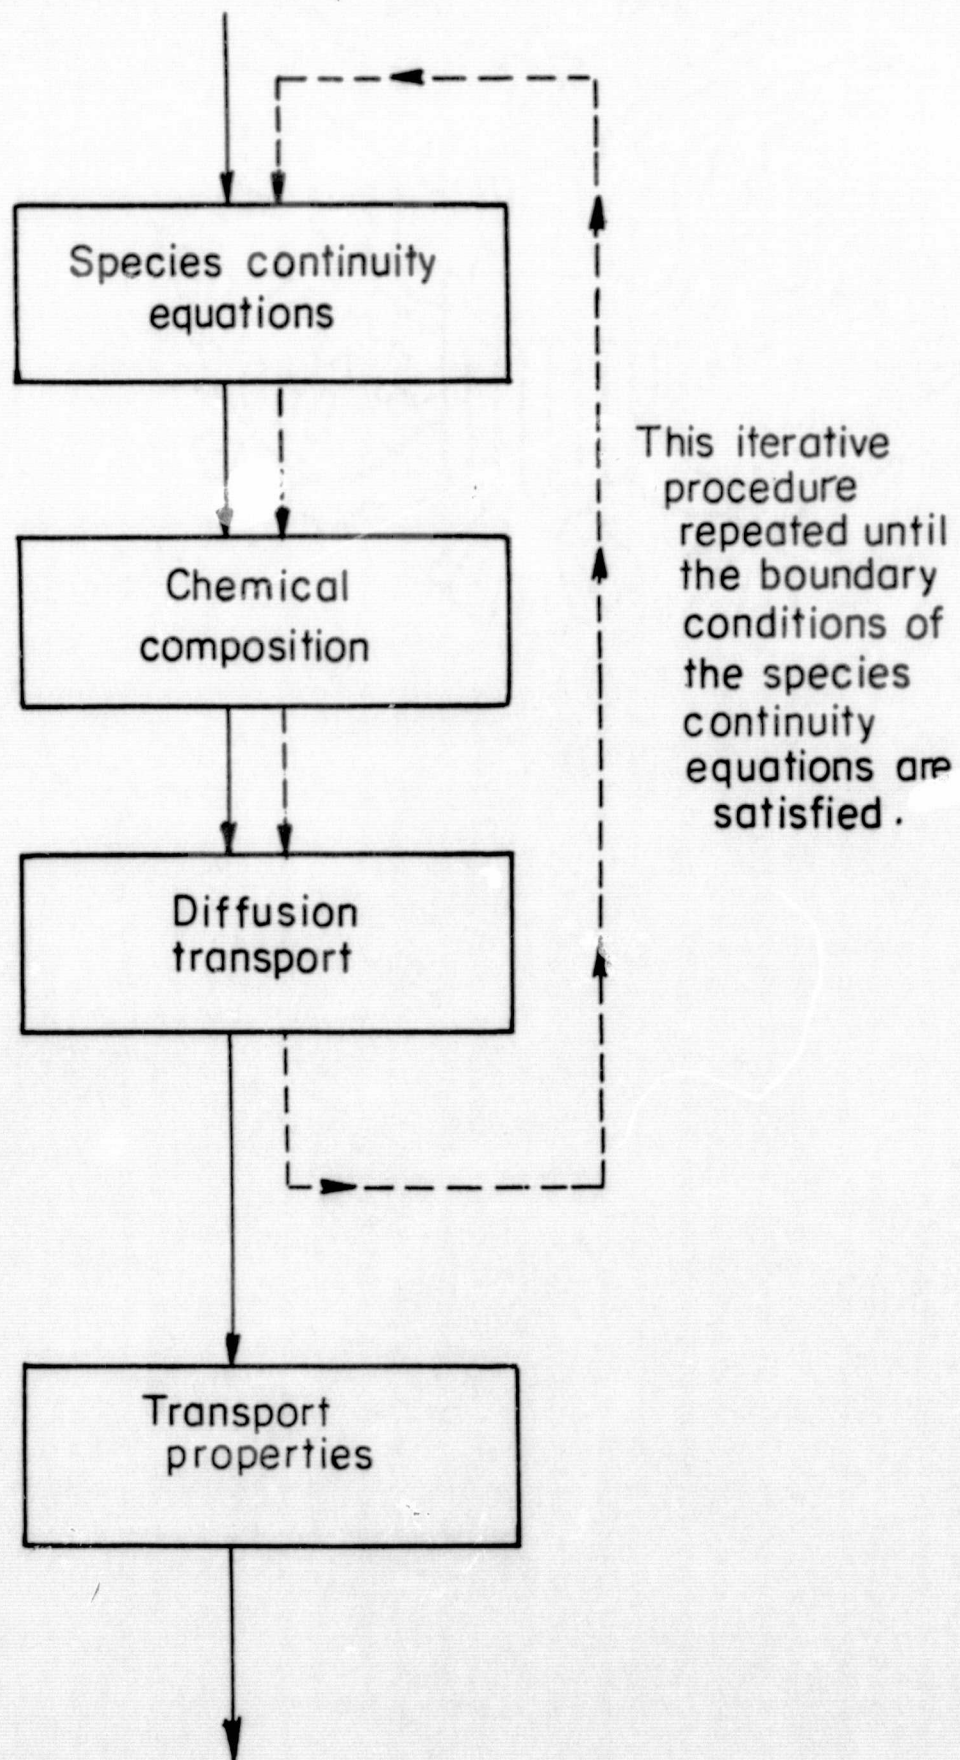 Species continuity
equations
Chemical
composition
Diffusion
transport
Transport
properties
This iterative
procedure
repeated until
the boundary
conditions of
the species
continuity
equations are
satisfied.